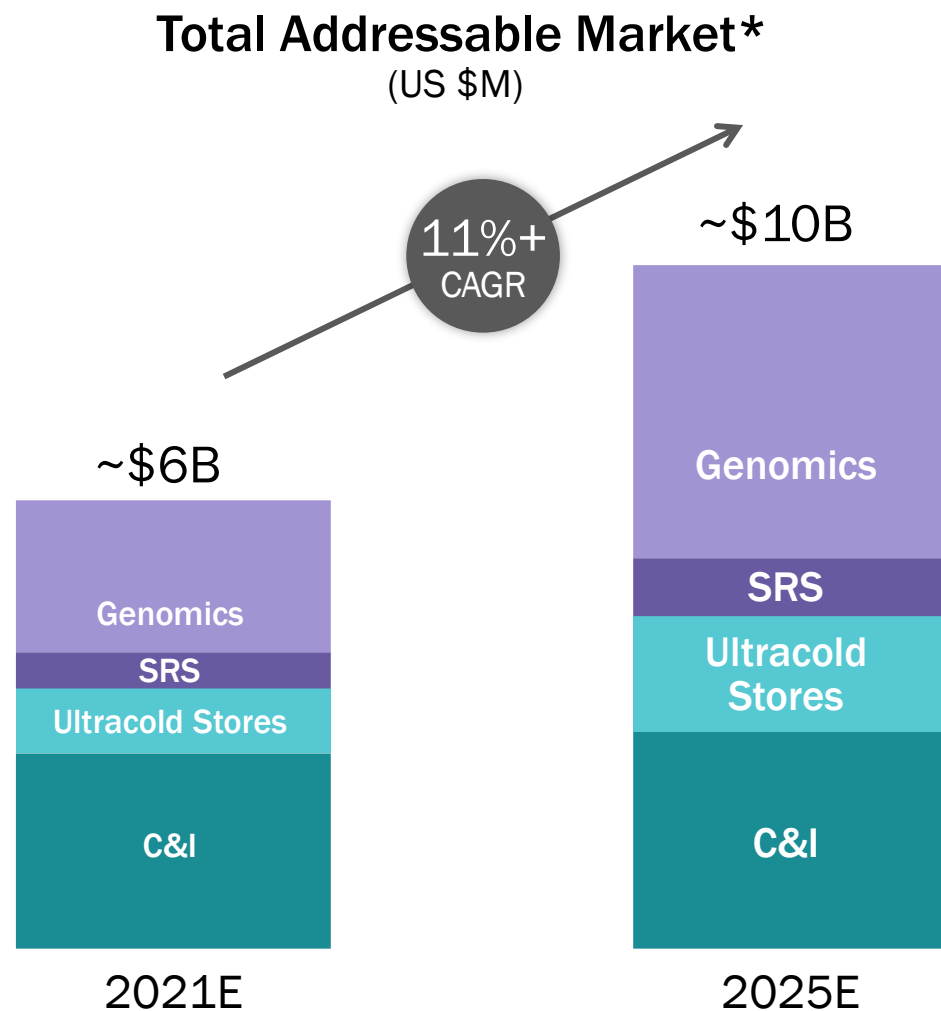 Total Addressable Market*
(US $M)
11%+
CAGR
~$10B
~$6B
Genomics
SRS
Ultracold Stores
C&I
Genomics
SRS
Ultracold
Stores
C&I
2021E
2025E